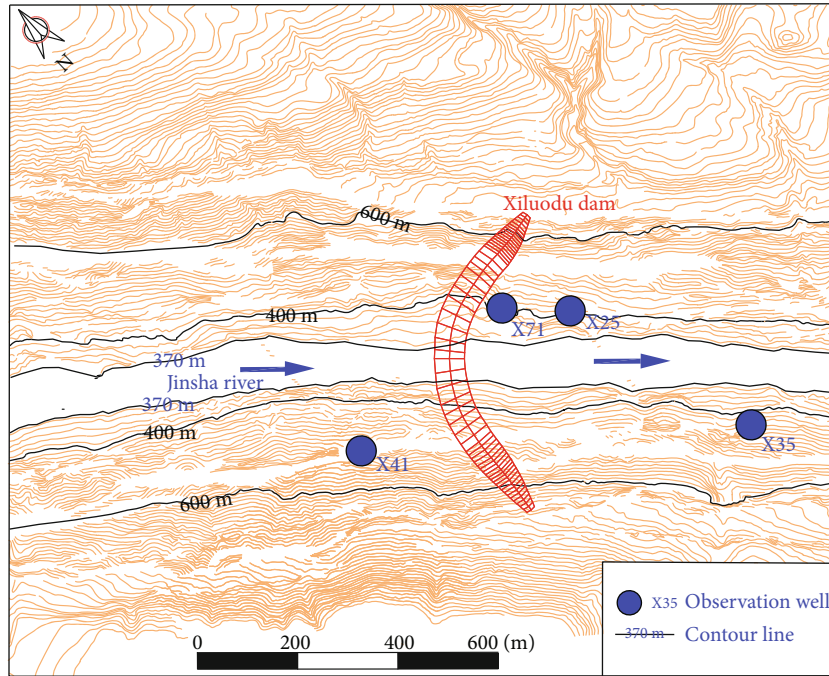 N
Xiluodu dam
600 m
400 m
X71
X25
370 m
Jinsha river
370 m
400 m
X41
X35
600 m
X35 Observation well
370 m Contour line
0 200 400 600 (m)